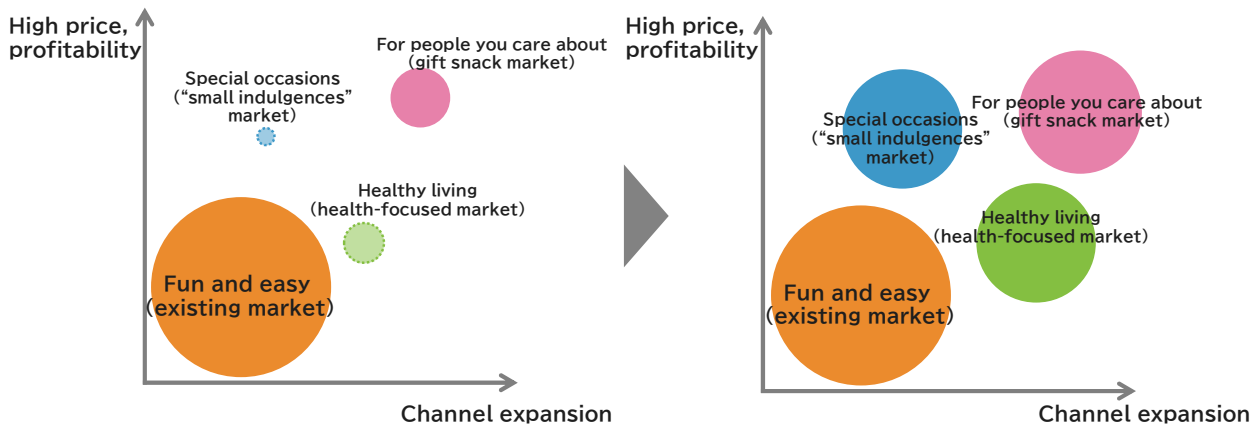 High price,
profitability
For people you care about
(gift snack market)
Special occasions
(“small indulgences”
market)
Healthy living
(health-focused market)
Fun and easy
(existing market)
Channel expansion
High price,
profitability
For people you care about
(gift snack market)
Special occasions
(“small indulgences”
market)
Healthy living
(health-focused market)
Fun and easy
(existing market)
Channel expansion